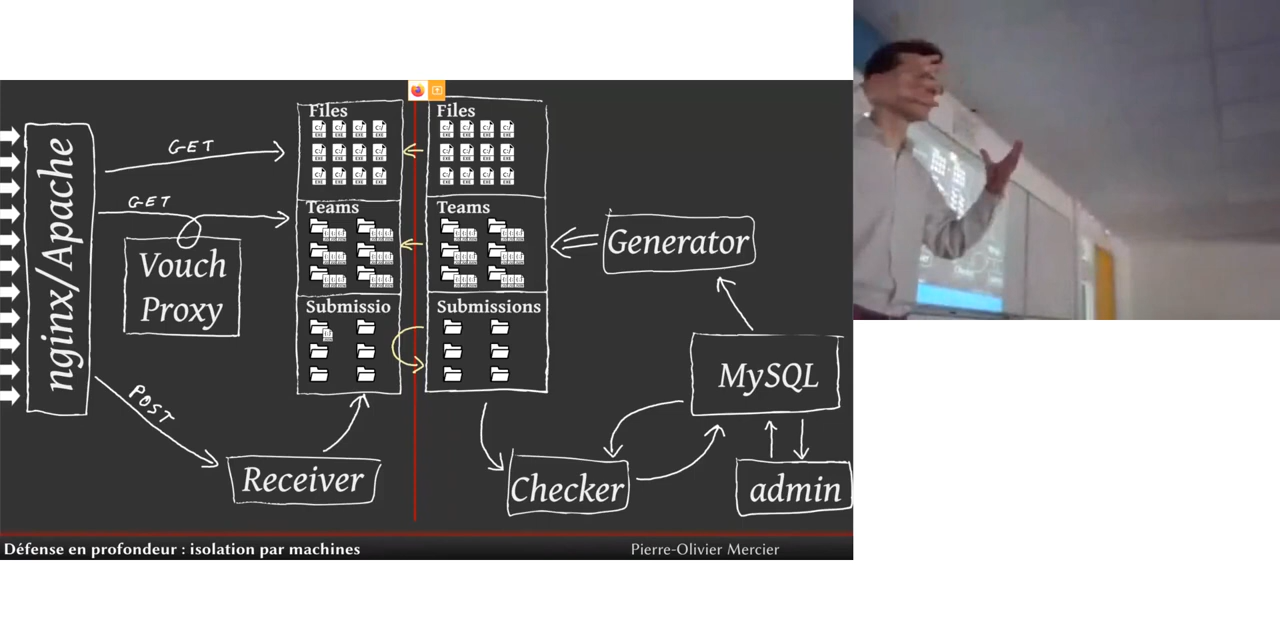 nginx/Apache
GET
GET
Vouch
Proxy
POST
Receiver
Files
Teams
Submissio
Files
Teams
Submissions
Generator
MySQL
Checker
admin
Défense en profondeur : isolation par machines
Pierre-Olivier Mercier